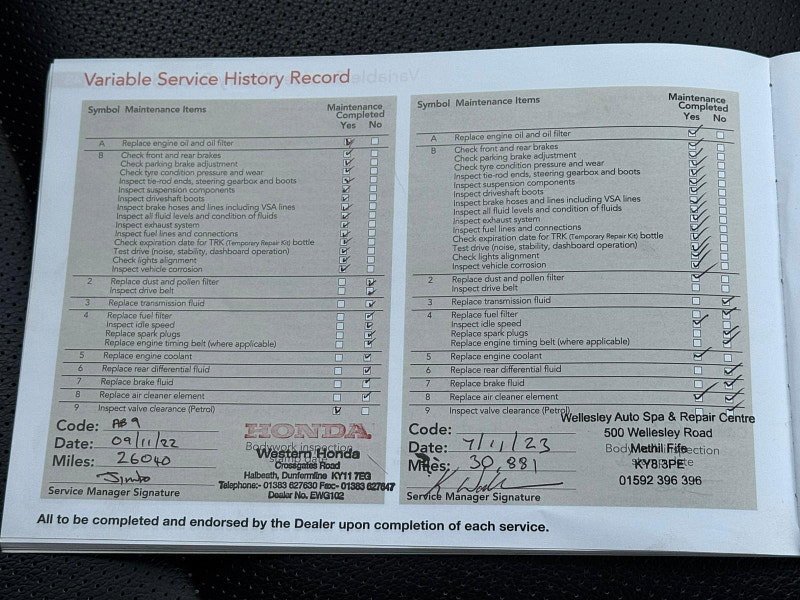 Variable Service History Record
Symbol Maintenance Items
Maintenance
Completed
Yes No
A Replace engine oil and oil filter
B Check front and rear brakes
Check parking brake adjustment
Check tyre condition pressure and wear
Inspect tie-rod ends, steering gearbox and boots
Inspect suspension components
Inspect driveshaft boots
Inspect brake hoses and lines including VSA lines
Inspect all fluid levels and condition of fluids
Inspect exhaust system
Inspect fuel lines and connections
Check expiration date for TRK (Temporary Repair Kit) bottle
Test drive (noise, stability, dashboard operation)
Check lights alignment
Inspect vehicle corrosion
2 Replace dust and pollen filter
Inspect drive belt
3 Replace transmission fluid
4 Replace fuel filter
Inspect idle speed
Replace spark plugs
Replace engine timing belt (where applicable)
5 Replace engine coolant
6 Replace rear differential fluid
7 Replace brake fluid
8 Replace air cleaner element
9 Inspect valve clearance (Petrol)
Code: AB9
Date: 09/11/22
Miles: 26040
Service Manager Signature
HONDA
Bodywork inspection
stamp date
Western Honda
Crossgates Road
Halbeath, Dunfermline KY11 7EG
Telephone:- 01383 627630 Fax:- 01383 627647
Dealer No. EWG102
Symbol Maintenance Items
Maintenance
Completed
Yes No
A Replace engine oil and oil filter
B Check front and rear brakes
Check parking brake adjustment
Check tyre condition pressure and wear
Inspect tie-rod ends, steering gearbox and boots
Inspect suspension components
Inspect driveshaft boots
Inspect brake hoses and lines including VSA lines
Inspect all fluid levels and condition of fluids
Inspect exhaust system
Inspect fuel lines and connections
Check expiration date for TRK (Temporary Repair Kit) bottle
Test drive (noise, stability, dashboard operation)
Check lights alignment
Inspect vehicle corrosion
2 Replace dust and pollen filter
Inspect drive belt
3 Replace transmission fluid
4 Replace fuel filter
Inspect idle speed
Replace spark plugs
Replace engine timing belt (where applicable)
5 Replace engine coolant
6 Replace rear differential fluid
7 Replace brake fluid
8 Replace air cleaner element
9 Inspect valve clearance (Petrol)
Code:
Date: 7/11/23
Miles: 30,881
Service Manager Signature
Wellesley Auto Spa & Repair Centre
500 Wellesley Road
Methil Fife
KY8 3PE
01592 396 396
All to be completed and endorsed by the Dealer upon completion of each service.